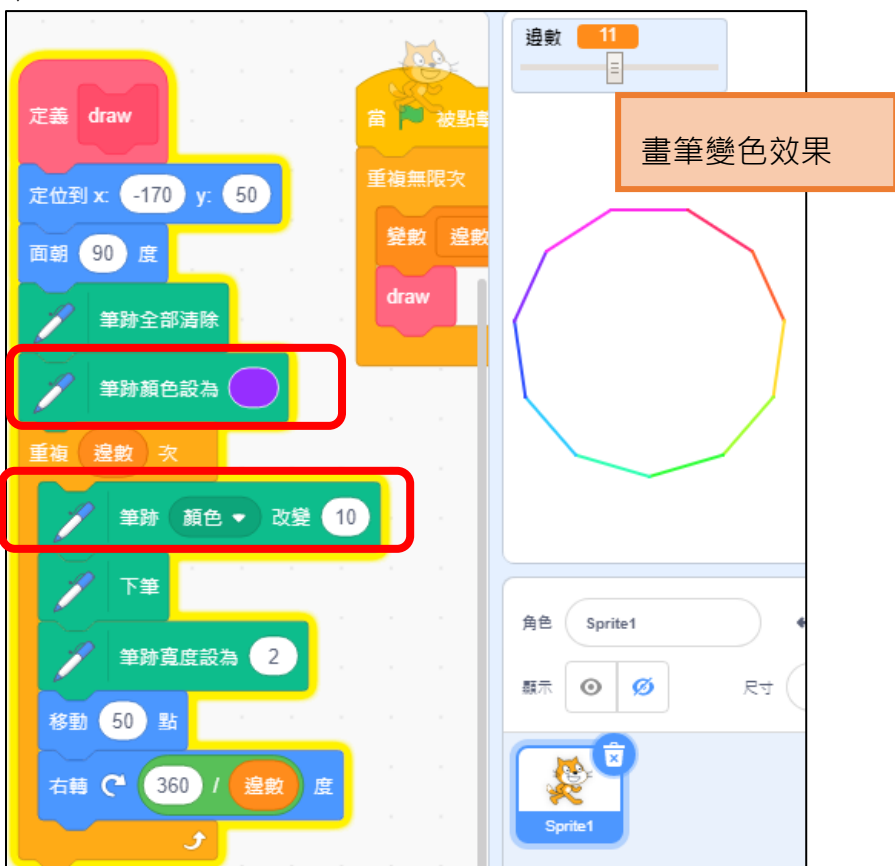 定義 draw
定位到 x: -170 y: 50
面朝 90 度
筆跡全部清除
筆跡顏色設為
重複 邊數 次
筆跡 顏色 改變 10
下筆
筆跡寬度設為 2
移動 50 點
右轉 360 / 邊數 度
當 被點擊
重複無限次
變數 邊數
draw
邊數 11
畫筆變色效果
角色 Sprite1
顯示 尺寸
Sprite1